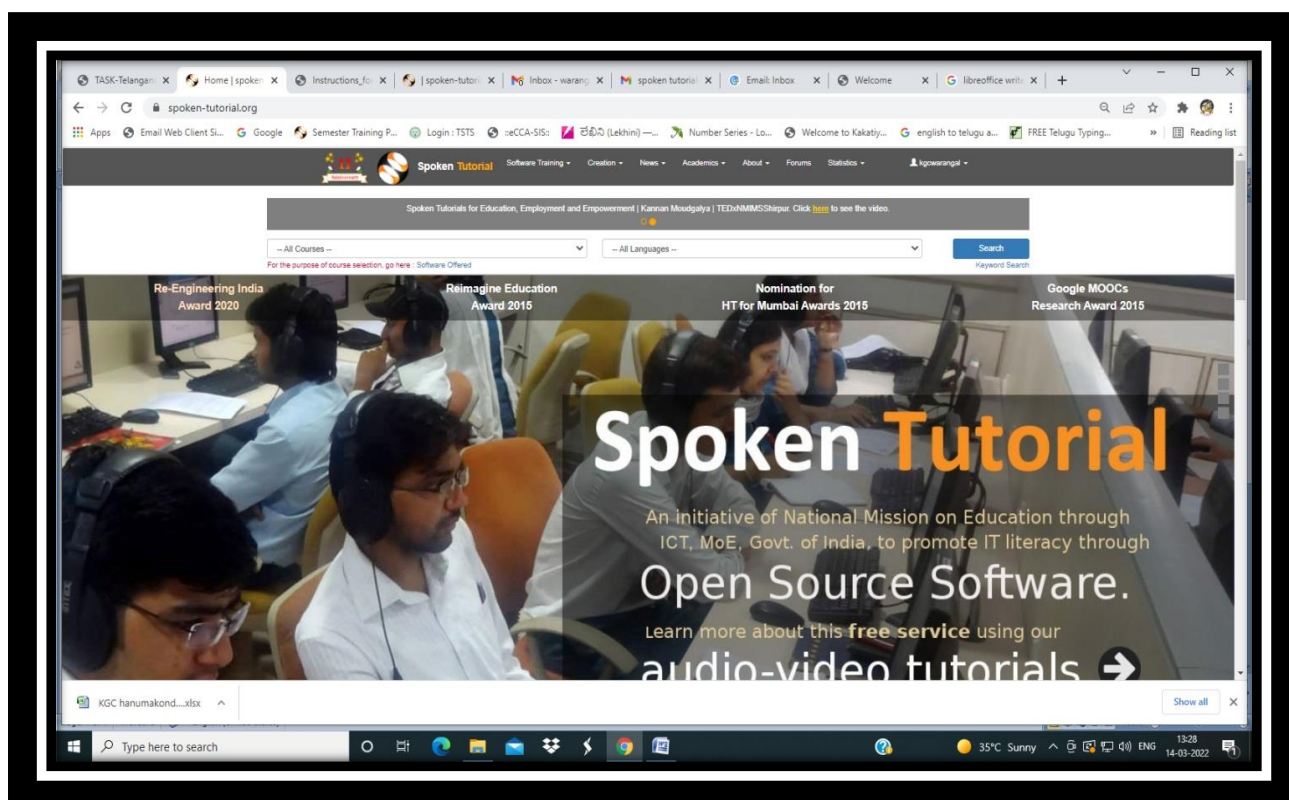 TASK-Telangan
Home | spoken
Instructions_fo
| spoken-tutori
Inbox - warang
spoken tutorial
Email: Inbox
Welcome
libreoffice write
spoken-tutorial.org
Apps
Email Web Client Si...
Google
Semester Training P...
Login : TSTS
::eCCA-SIS::
లేఖిని (Lekhini) —...
Number Series - Lo...
Welcome to Kakatiy...
english to telugu a...
FREE Telugu Typing...
»
Reading list
Spoken Tutorial
Software Training
Creation
News
Academics
About
Forums
Statistics
kgcwarangal
Spoken Tutorials for Education, Employment and Empowerment | Kannan Moudgalya | TEDxNMIMSShirpur. Click here to see the video.
-- All Courses --
-- All Languages --
Search
For the purpose of course selection, go here : Software Offered
Keyword Search
Re-Engineering India
Award 2020
Reimagine Education
Award 2015
Nomination for
HT for Mumbai Awards 2015
Google MOOCs
Research Award 2015
Spoken Tutorial
An initiative of National Mission on Education through
ICT, MoE, Govt. of India, to promote IT literacy through
Open Source Software.
Learn more about this free service using our
audio-video tutorials
KGC hanumakond....xlsx
Show all
Type here to search
35°C Sunny
ENG
13:28
14-03-2022